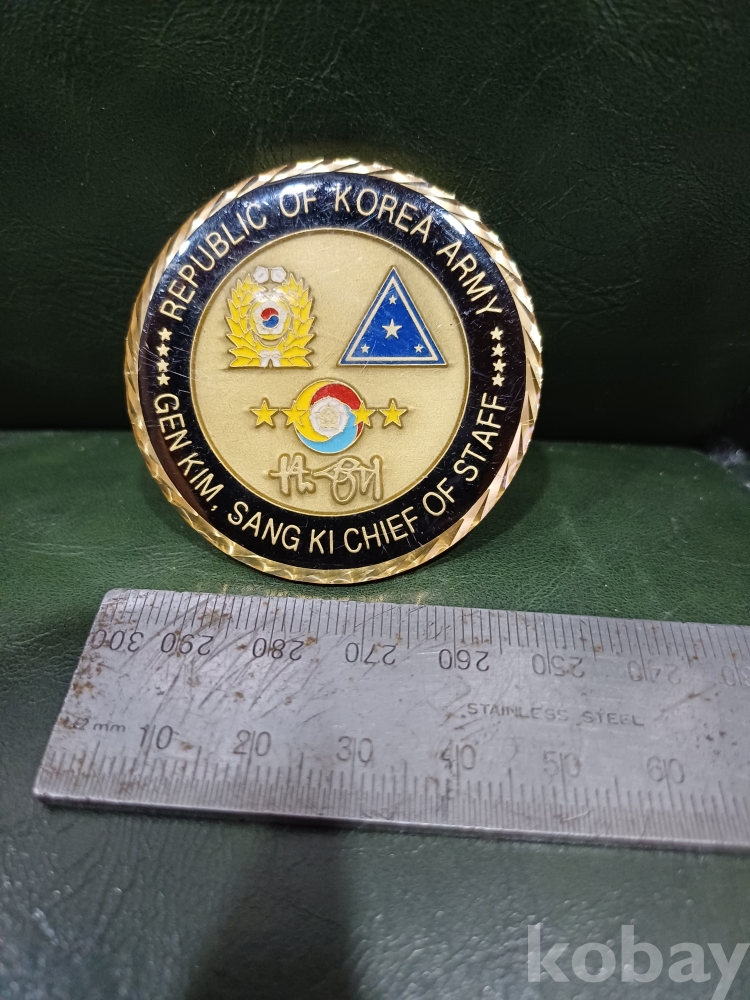 REPUBLIC OF KOREA ARMY
GEN KIM, SANG KI CHIEF OF STAFF
300 290 280 270 260 250 240
STAINLESS STEEL
mm 10 20 30 40 50 60
kobay